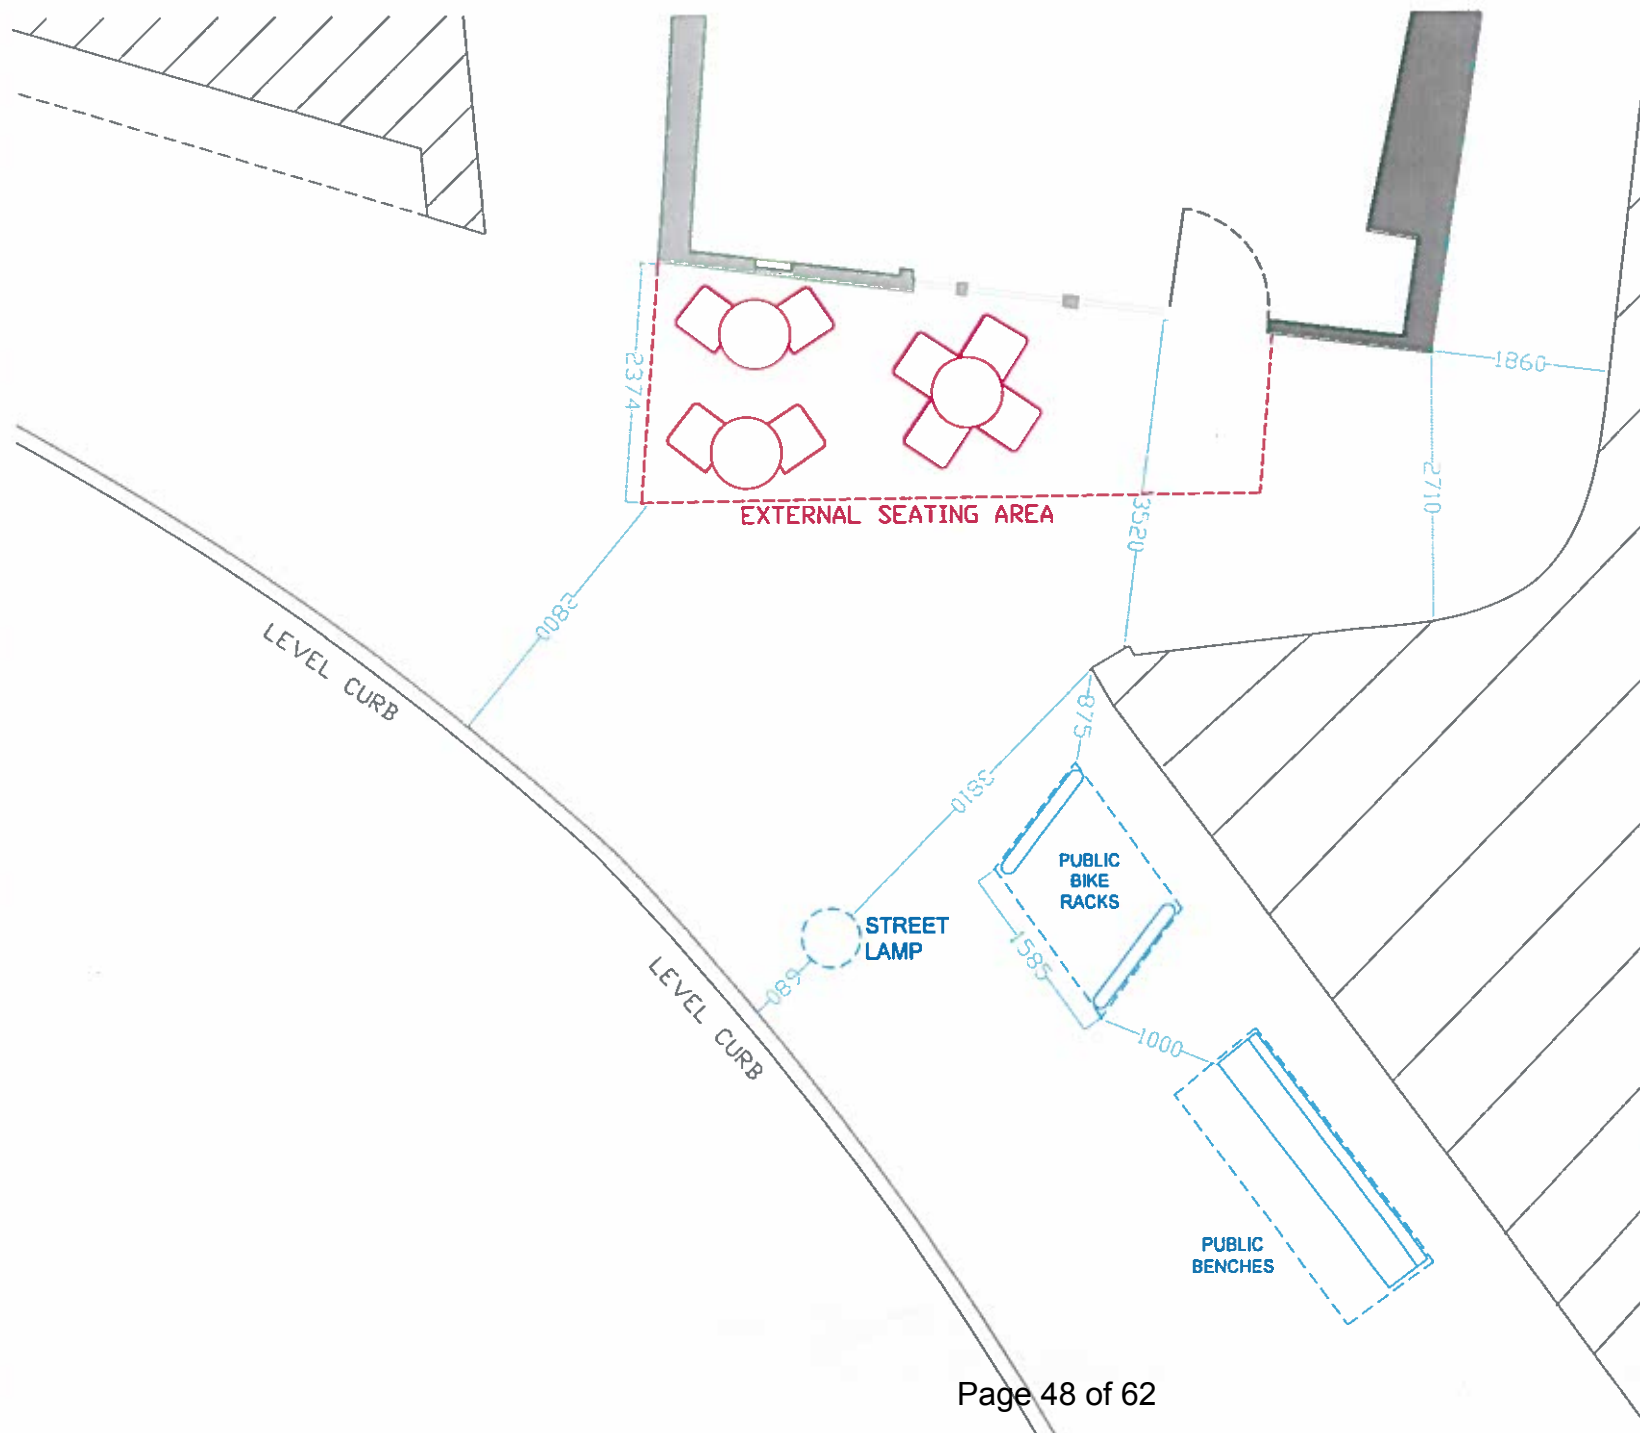 1860
2374
2710
EXTERNAL SEATING AREA
3520
2800
LEVEL CURB
875
3810
PUBLIC
BIKE
RACKS
STREET
LAMP
1585
680
LEVEL CURB
1000
PUBLIC
BENCHES
Page 48 of 62